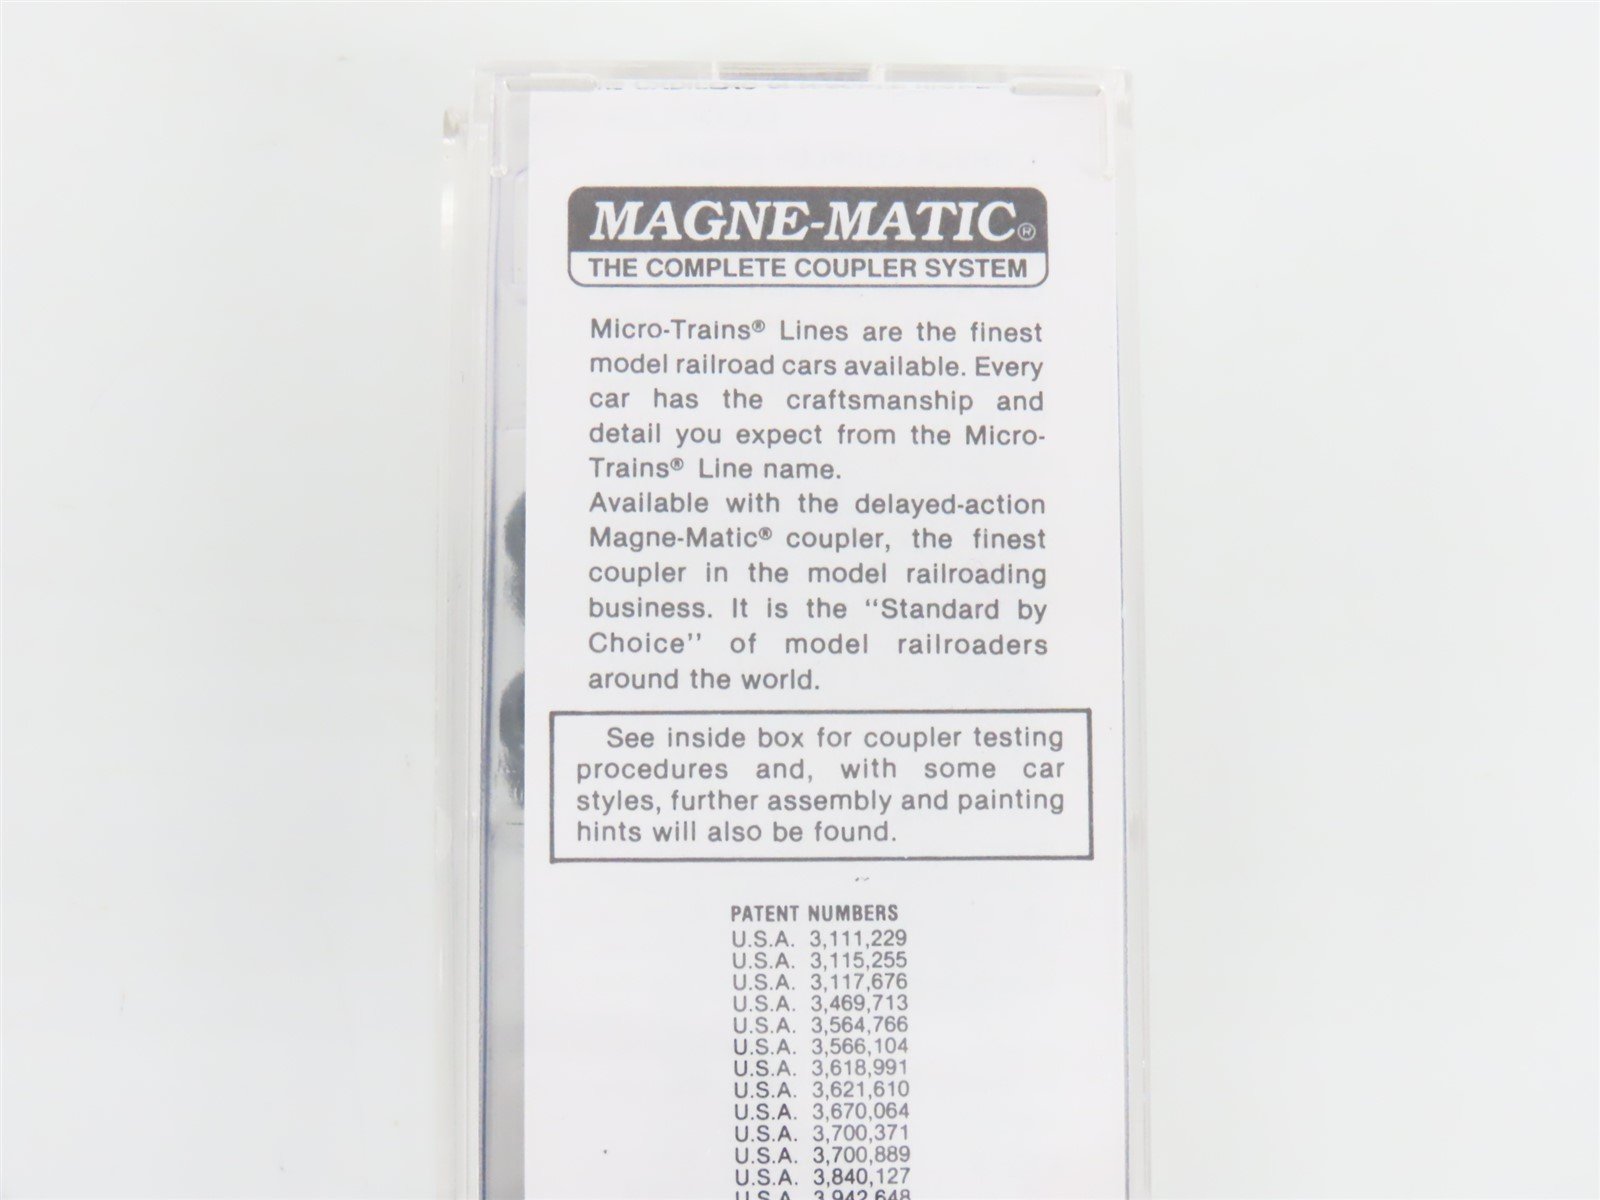 MAGNE-MATIC®
THE COMPLETE COUPLER SYSTEM
Micro-Trains® Lines are the finest
model railroad cars available. Every
car has the craftsmanship and
detail you expect from the Micro-
Trains® Line name.
Available with the delayed-action
Magne-Matic® coupler, the finest
coupler in the model railroading
business. It is the “Standard by
Choice” of model railroaders
around the world.
See inside box for coupler testing
procedures and, with some car
styles, further assembly and painting
hints will also be found.
PATENT NUMBERS
U.S.A. 3,111,229
U.S.A. 3,115,255
U.S.A. 3,117,676
U.S.A. 3,469,713
U.S.A. 3,564,766
U.S.A. 3,566,104
U.S.A. 3,618,991
U.S.A. 3,621,610
U.S.A. 3,670,064
U.S.A. 3,700,371
U.S.A. 3,700,889
U.S.A. 3,840,127
U.S.A. 3,942,648